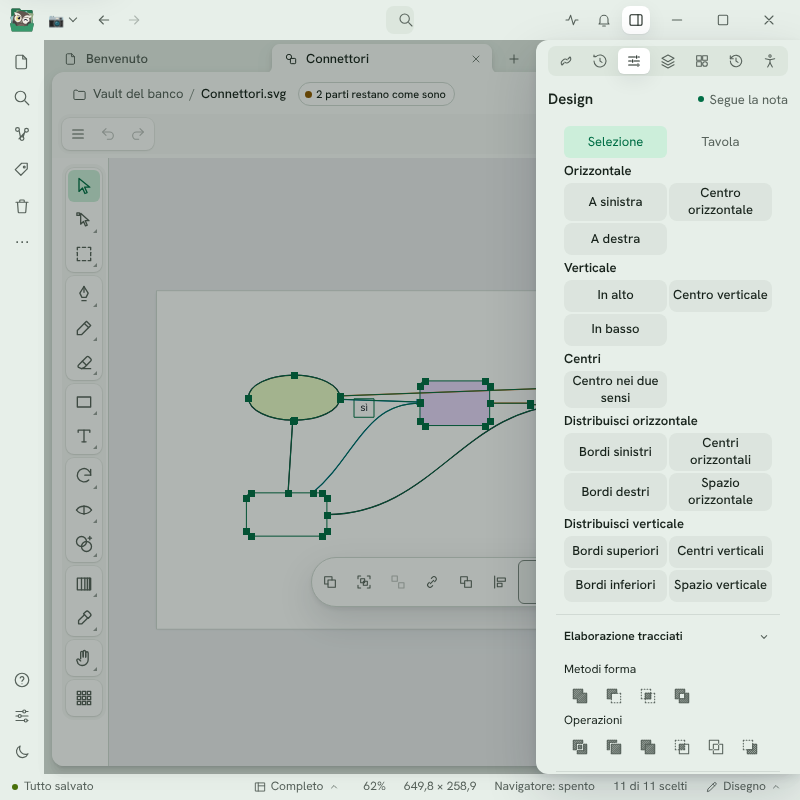 Benvenuto
Connettori
Vault del banco / Connettori.svg
2 parti restano come sono
sì
Design
Segue la nota
Selezione
Tavola
Orizzontale
A sinistra
Centro
orizzontale
A destra
Verticale
In alto
Centro verticale
In basso
Centri
Centro nei due
sensi
Distribuisci orizzontale
Bordi sinistri
Centri
orizzontali
Bordi destri
Spazio
orizzontale
Distribuisci verticale
Bordi superiori
Centri verticali
Bordi inferiori
Spazio verticale
Elaborazione tracciati
Metodi forma
Operazioni
Tutto salvato
Completo
62%
649,8 × 258,9
Navigatore: spento
11 di 11 scelti
Disegno